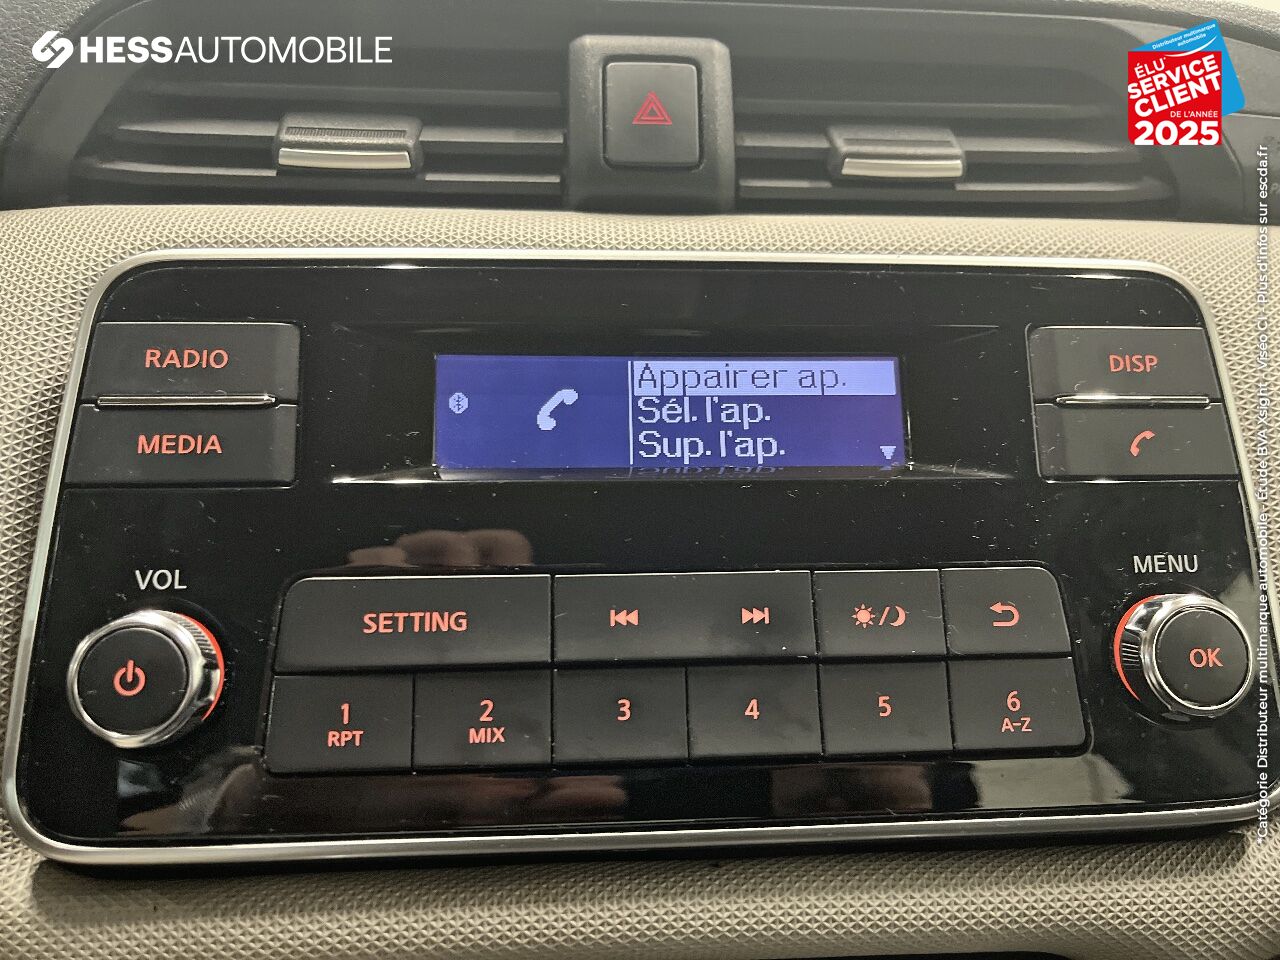 HESSAUTOMOBILE
Distributeur multimarque
automobile
ÉLU
SERVICE
CLIENT
DE L'ANNÉE
2025
*Catégorie Distributeur multimarque automobile - Étude BVA Xsight - Viseo CI - Plus d'infos sur escda.fr
RADIO
MEDIA
Appairer ap.
Sél. l'ap.
Sup. l'ap.
DISP
VOL
MENU
SETTING
OK
1
RPT
2
MIX
3
4
5
6
A-Z